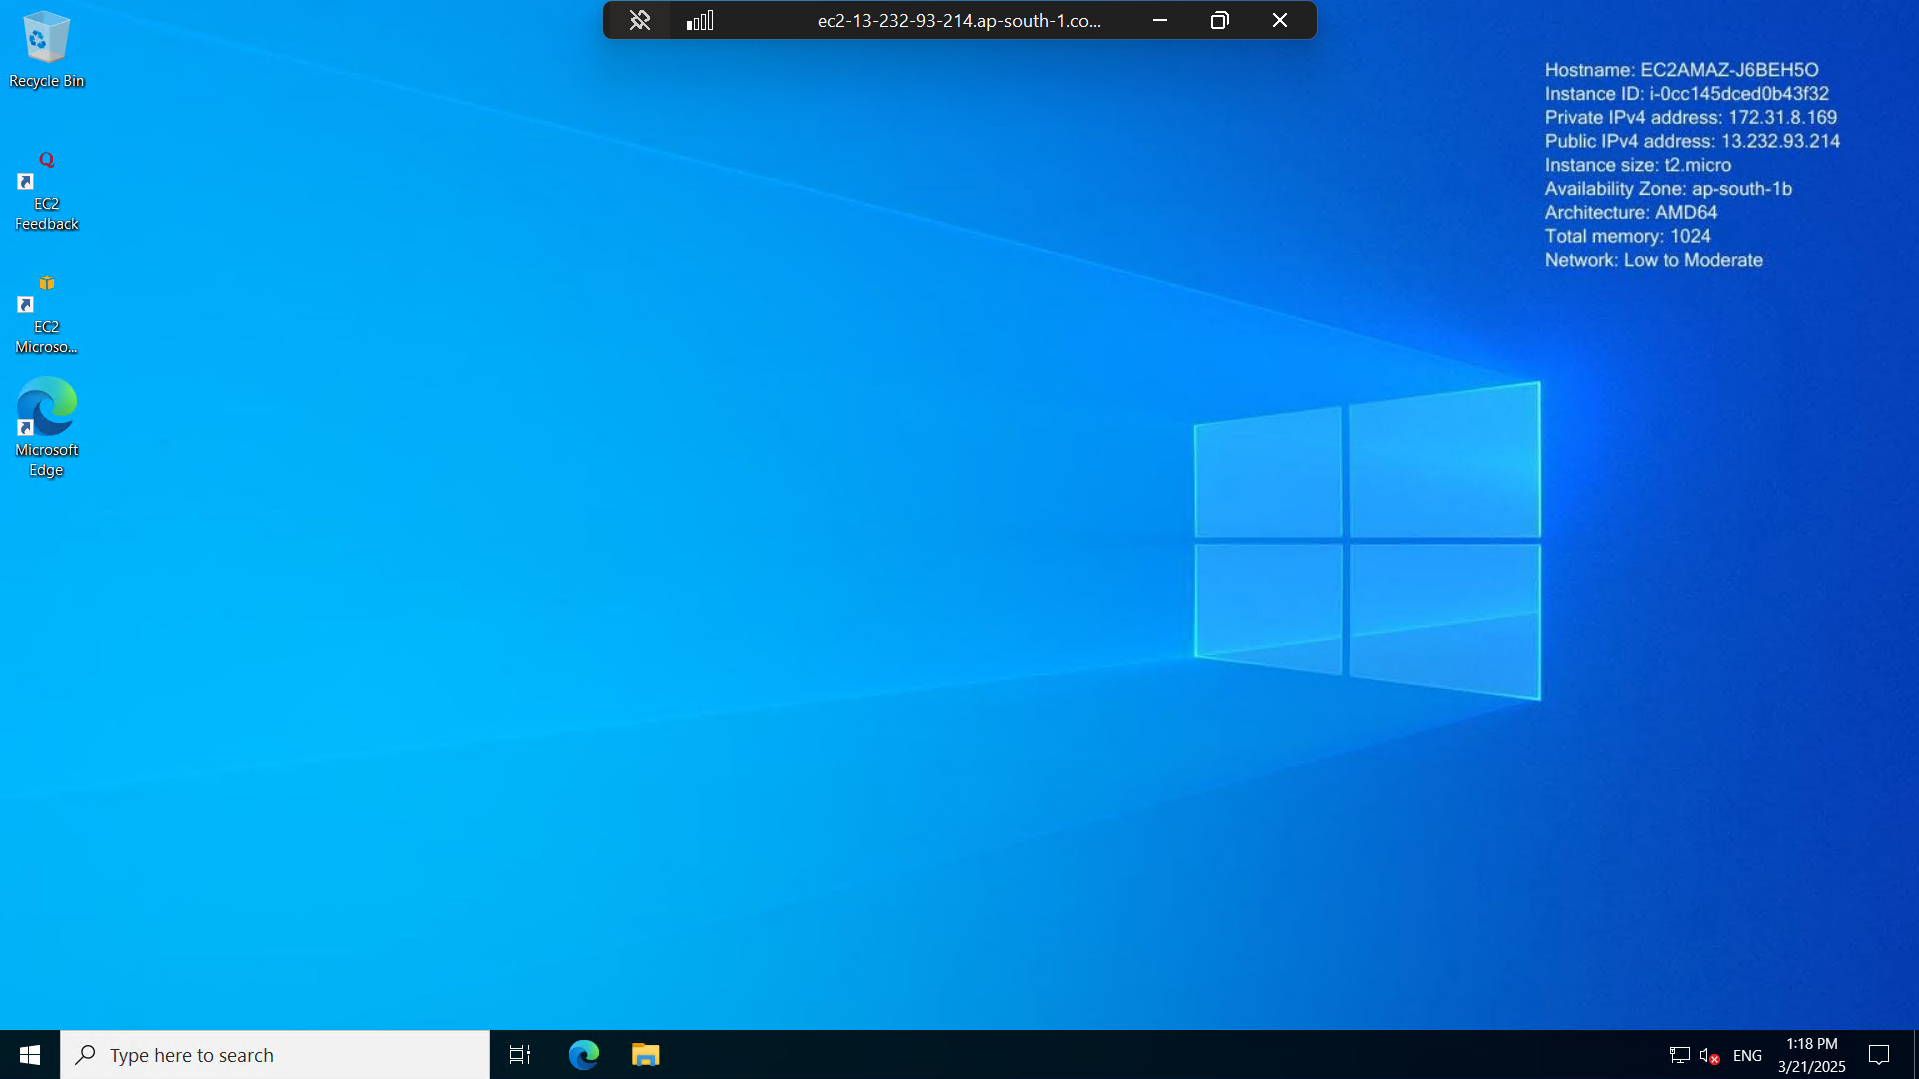 ec2-13-232-93-214.ap-south-1.co...
Recycle Bin
EC2
Feedback
EC2
Microso...
Microsoft
Edge
Hostname: EC2AMAZ-J6BEH5O
Instance ID: i-0cc145dced0b43f32
Private IPv4 address: 172.31.8.169
Public IPv4 address: 13.232.93.214
Instance size: t2.micro
Availability Zone: ap-south-1b
Architecture: AMD64
Total memory: 1024
Network: Low to Moderate
Type here to search
ENG
1:18 PM
3/21/2025